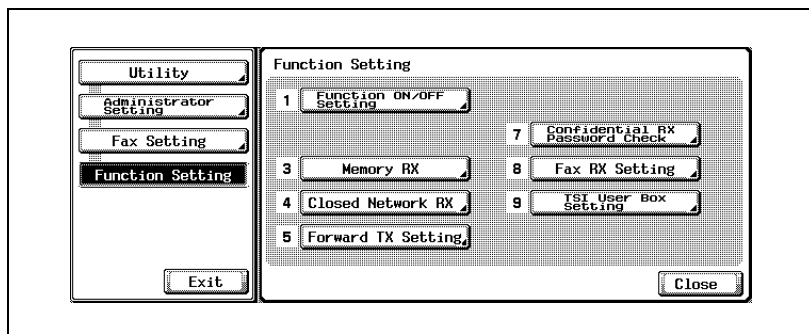 Utility
Administrator
Setting
Fax Setting
Function Setting
Exit
Function Setting
1 Function ON/OFF
Setting
3 Memory RX
4 Closed Network RX
5 Forward TX Setting
7 Confidential RX
Password Check
8 Fax RX Setting
9 TSI User Box
Setting
Close